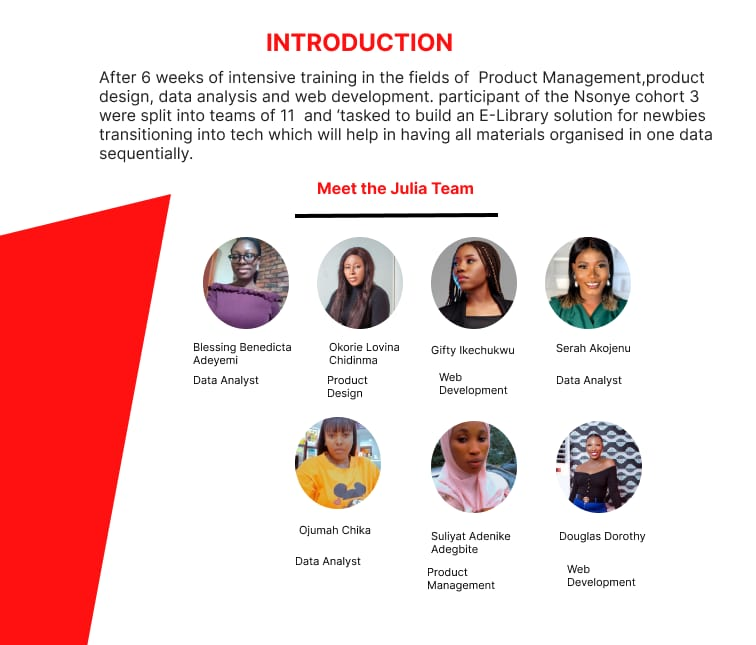 INTRODUCTION
After 6 weeks of intensive training in the fields of  Product Management,product
design, data analysis and web development. participant of the Nsonye cohort 3
were split into teams of 11  and ‘tasked to build an E-Library solution for newbies
transitioning into tech which will help in having all materials organised in one data
sequentially.
Meet the Julia Team
Blessing Benedicta
Adeyemi
Data Analyst
Okorie Lovina
Chidinma
Product
Design
Gifty Ikechukwu
Web
Development
Serah Akojenu
Data Analyst
Ojumah Chika
Data Analyst
Suliyat Adenike
Adegbite
Product
Management
Douglas Dorothy
Web
Development